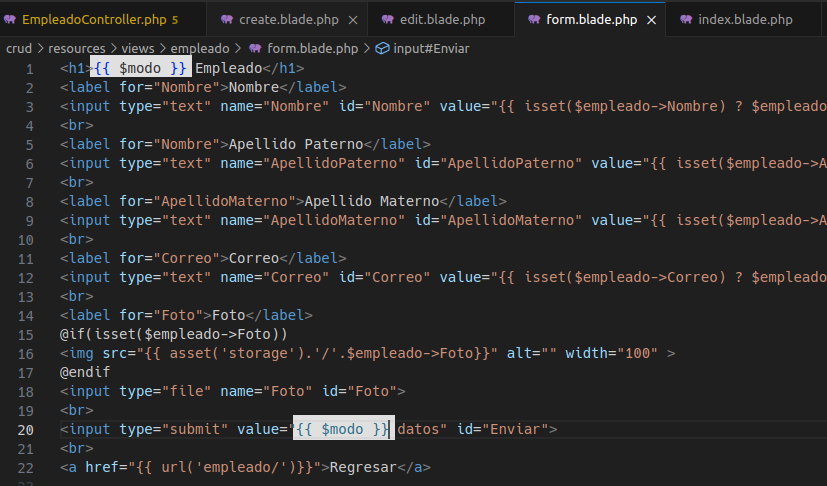 EmpleadoController.php 5 create.blade.php × edit.blade.php form.blade.php × index.blade.php
crud > resources > views > empleado > form.blade.php > input#Enviar
1 <h1>{{ $modo }} Empleado</h1>
2 <label for="Nombre">Nombre</label>
3 <input type="text" name="Nombre" id="Nombre" value="{{ isset($empleado->Nombre) ? $empleado
4 <br>
5 <label for="Nombre">Apellido Paterno</label>
6 <input type="text" name="ApellidoPaterno" id="ApellidoPaterno" value="{{ isset($empleado->A
7 <br>
8 <label for="ApellidoMaterno">Apellido Materno</label>
9 <input type="text" name="ApellidoMaterno" id="ApellidoMaterno" value="{{ isset($empleado->A
10 <br>
11 <label for="Correo">Correo</label>
12 <input type="text" name="Correo" id="Correo" value="{{ isset($empleado->Correo) ? $empleado
13 <br>
14 <label for="Foto">Foto</label>
15 @if(isset($empleado->Foto))
16 <img src="{{ asset('storage').'/'.$empleado->Foto}}" alt="" width="100" >
17 @endif
18 <input type="file" name="Foto" id="Foto">
19 <br>
20 <input type="submit" value="{{ $modo }} datos" id="Enviar">
21 <br>
22 <a href="{{ url('empleado/')}}">Regresar</a>